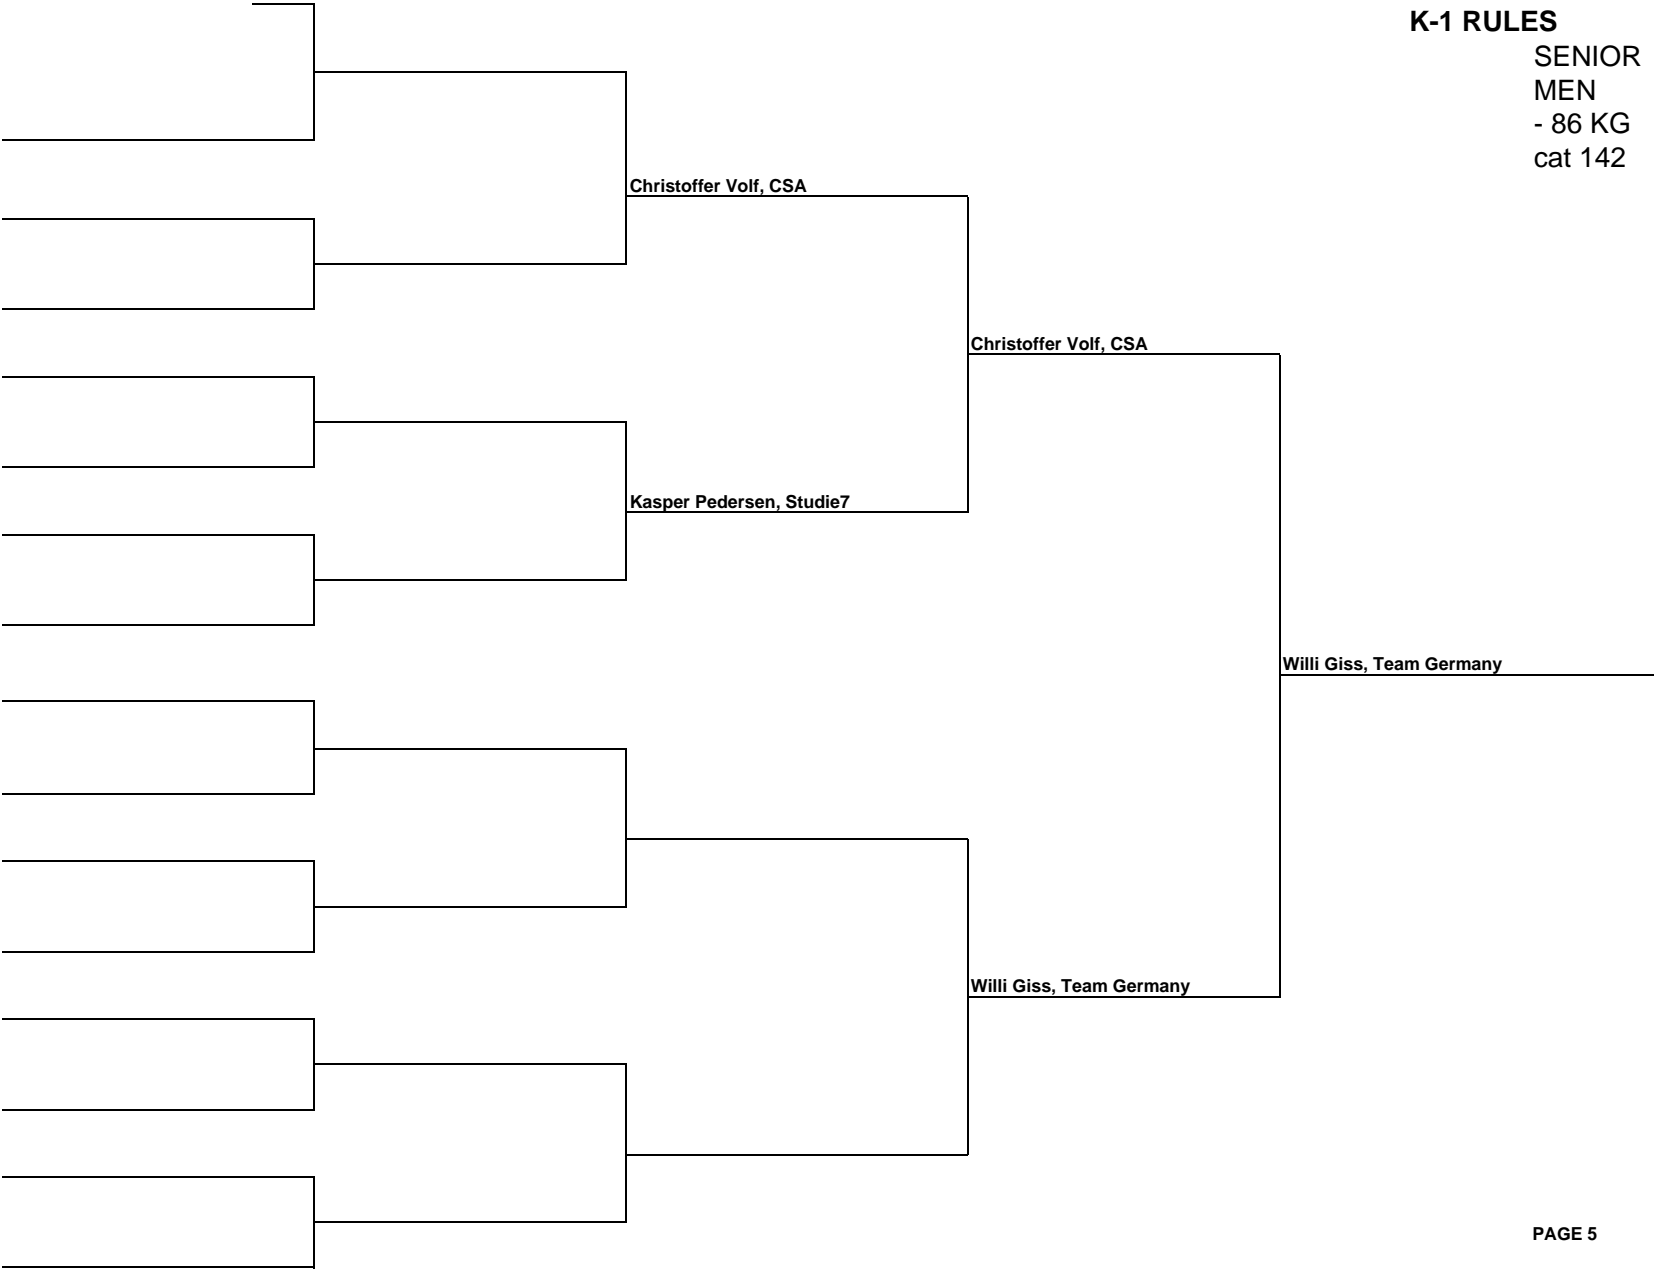 K-1 RULES
SENIOR
MEN
- 86 KG
cat 142
Christoffer Volf, CSA
Christoffer Volf, CSA
Kasper Pedersen, Studie7
Willi Giss, Team Germany
Willi Giss, Team Germany
PAGE 5